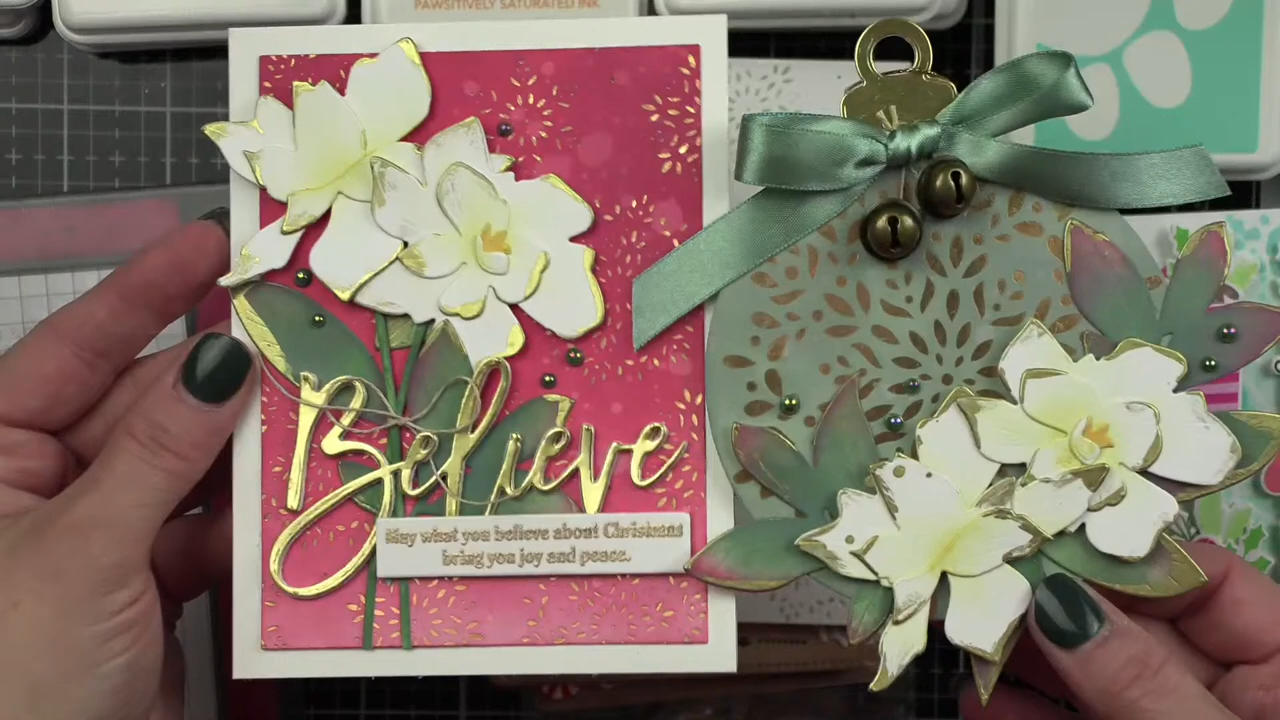 PAWSITIVELY SATURATED INK
Believe
May what you believe about Christmas
bring you joy and peace.